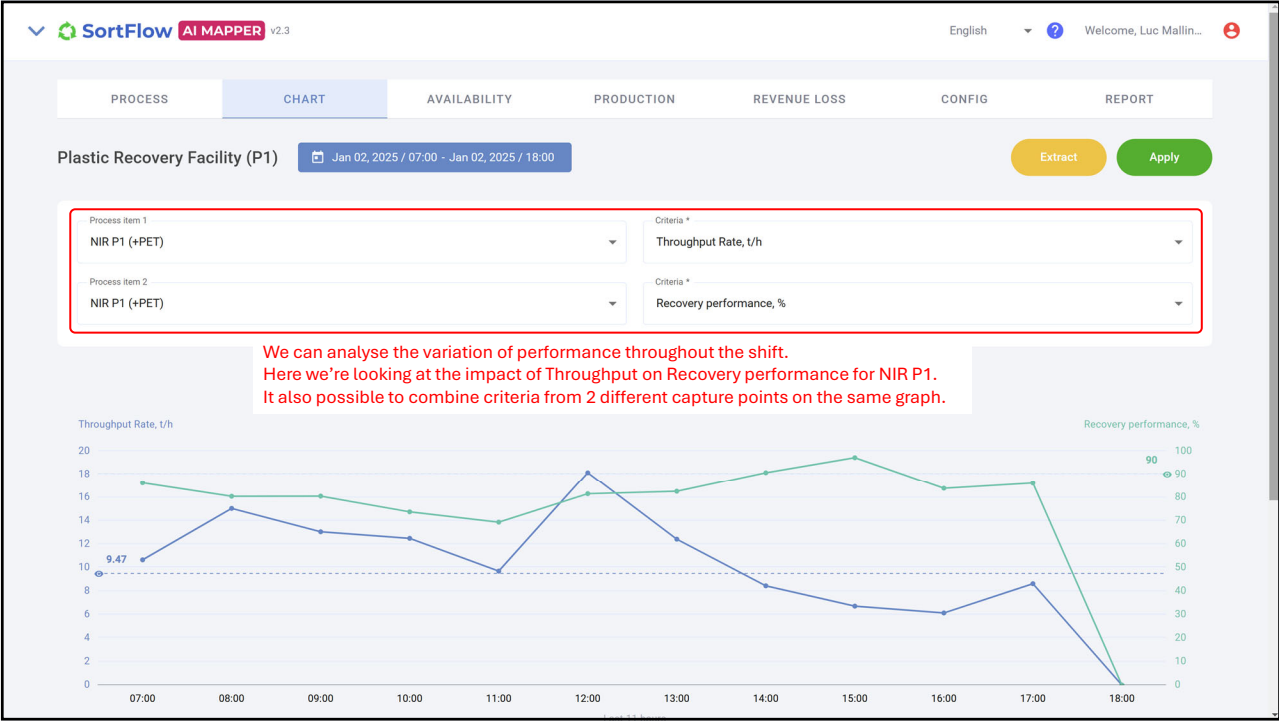 SortFlow AI MAPPER v2.3
English
Welcome, Luc Mallin...
PROCESS CHART AVAILABILITY PRODUCTION REVENUE LOSS CONFIG REPORT
Plastic Recovery Facility (P1)
Jan 02, 2025 / 07:00 - Jan 02, 2025 / 18:00
Extract
Apply
Process item 1
NIR P1 (+PET)
Criteria *
Throughput Rate, t/h
Process item 2
NIR P1 (+PET)
Criteria *
Recovery performance, %
We can analyse the variation of performance throughout the shift.
Here we're looking at the impact of Throughput on Recovery performance for NIR P1.
It also possible to combine criteria from 2 different capture points on the same graph.
Throughput Rate, t/h
Recovery performance, %
20
18
16
14
12
10
8
6
4
2
0
9.47
90
100
90
80
70
60
50
40
30
20
10
0
07:00 08:00 09:00 10:00 11:00 12:00 13:00 14:00 15:00 16:00 17:00 18:00
Last 11 hours